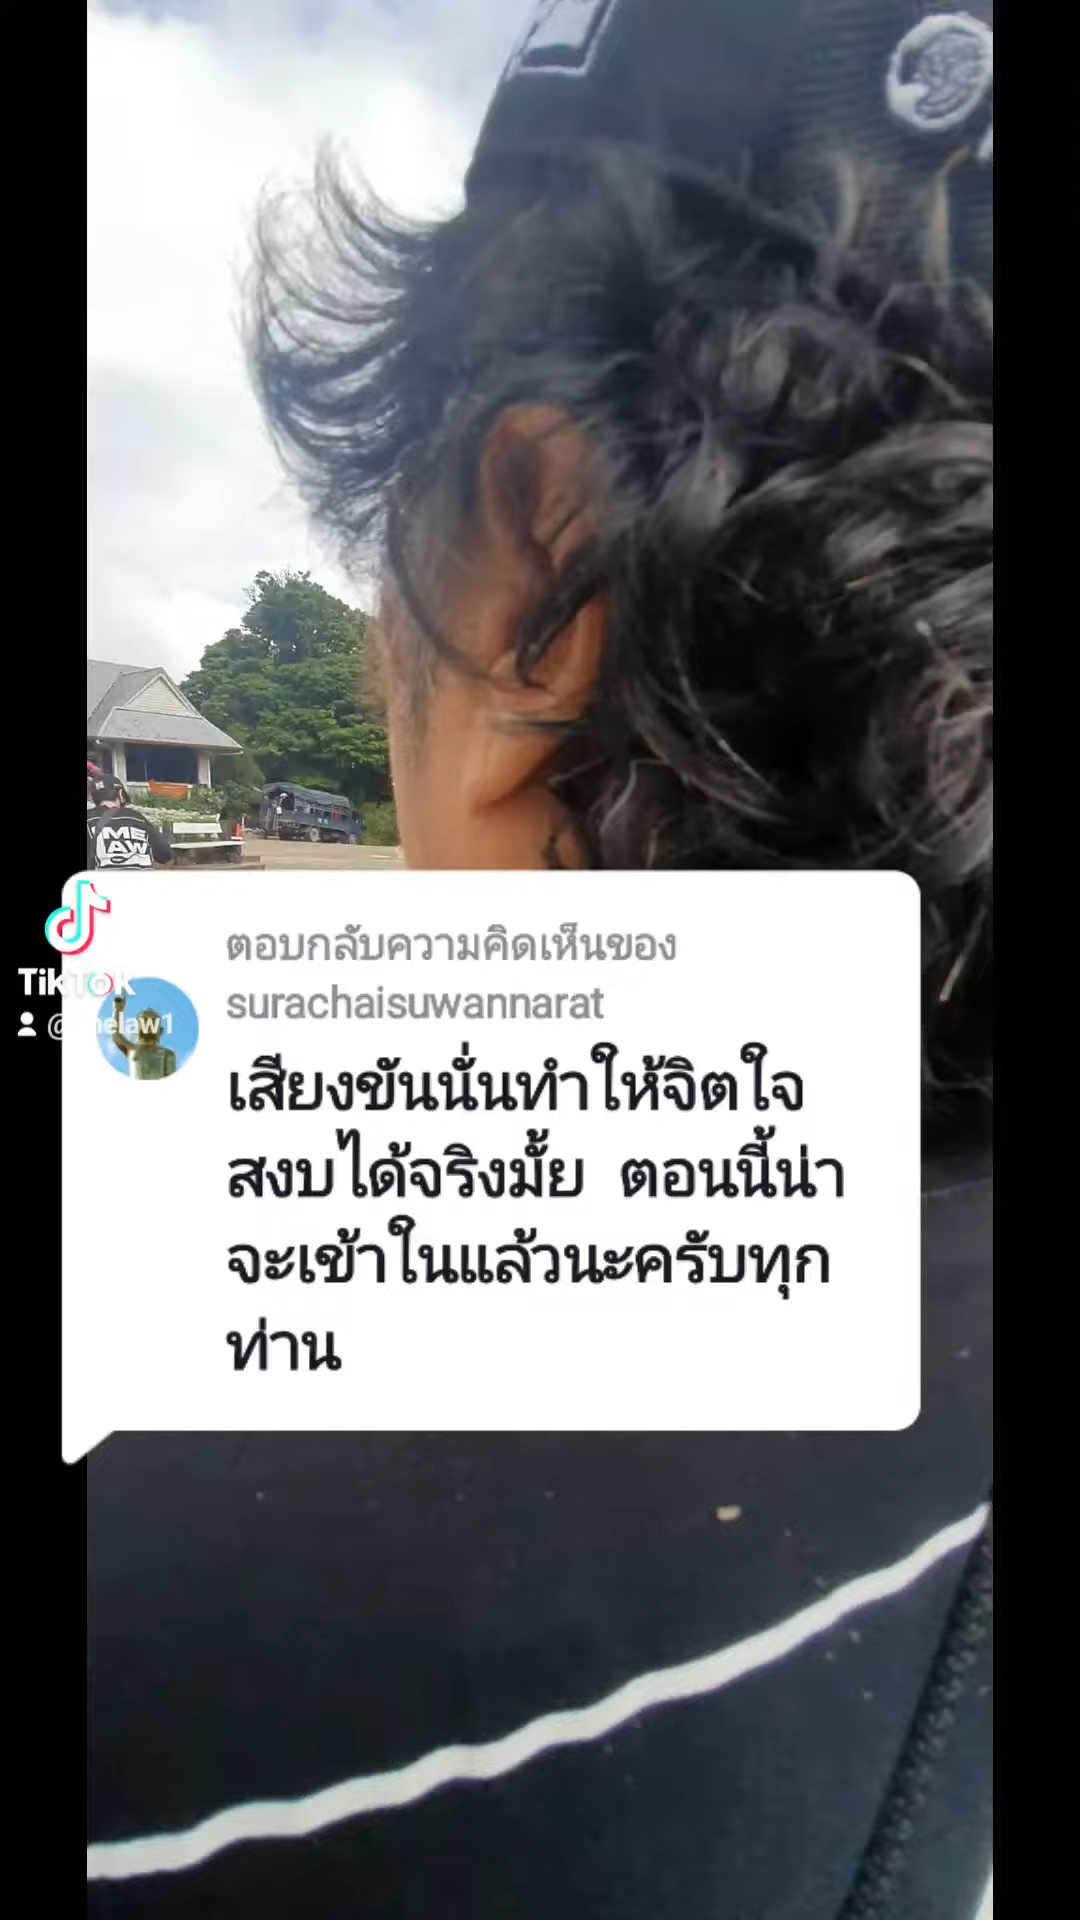 ME
AW
ตอบกลับความคิดเห็นของ
surachaisuwannarat
TikTok
เสียงขันนั่นทำให้จิตใจ
สงบได้จริงมั้ย ตอนนี้น่า
จะเข้าในแล้วนะครับทุก
ท่าน